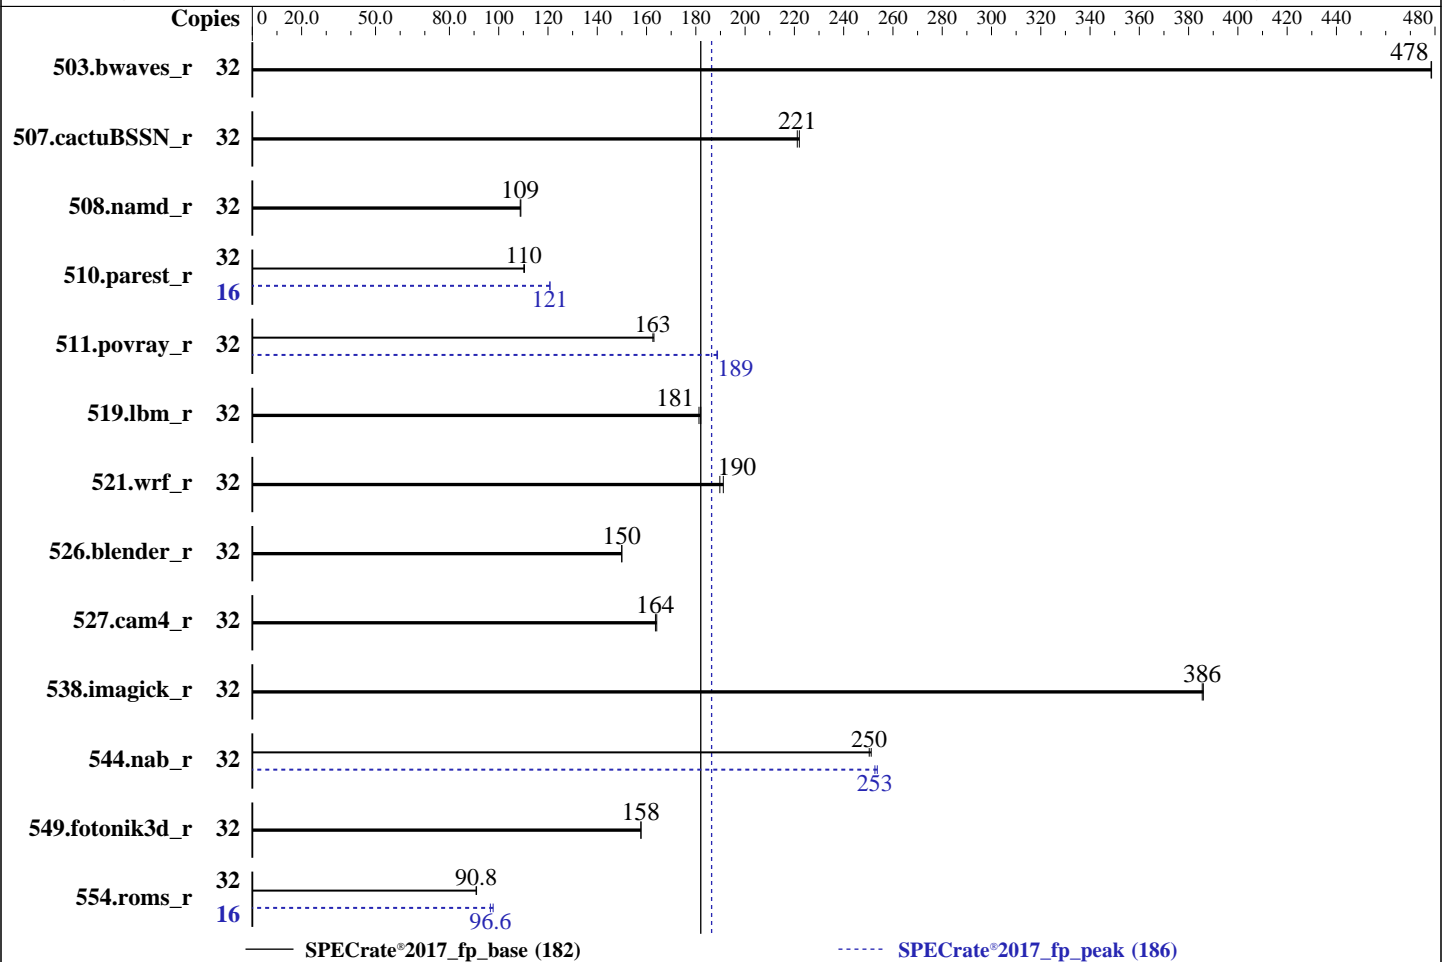 Copies 0 20.0 50.0 80.0 100 120 140 160 180 200 220 240 260 280 300 320 340 360 380 400 420 440 480
503.bwaves_r 32 478
507.cactuBSSN_r 32 221
508.namd_r 32 109
510.parest_r 32 110
16 121
511.povray_r 32 163
189
519.lbm_r 32 181
521.wrf_r 32 190
526.blender_r 32 150
527.cam4_r 32 164
538.imagick_r 32 386
544.nab_r 32 250
253
549.fotonik3d_r 32 158
554.roms_r 32 90.8
16 96.6
SPECrate®2017_fp_base (182) SPECrate®2017_fp_peak (186)